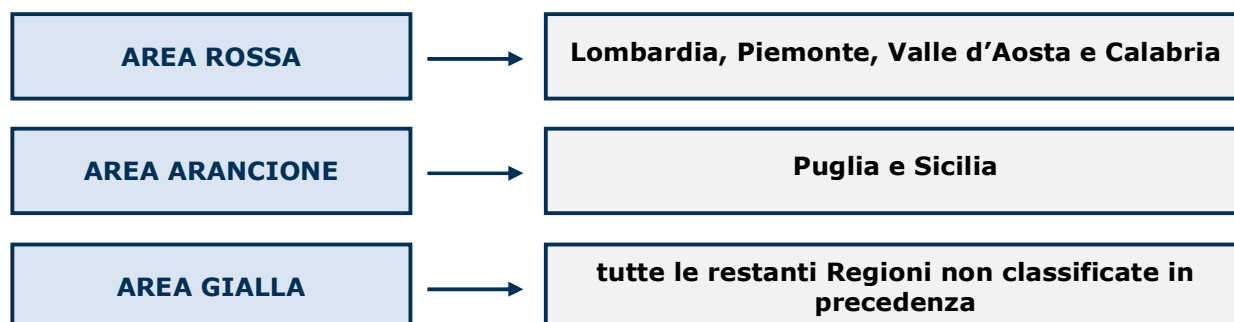 AREA ROSSA
Lombardia, Piemonte, Valle d’Aosta e Calabria
AREA ARANCIONE
Puglia e Sicilia
AREA GIALLA
tutte le restanti Regioni non classificate in
precedenza